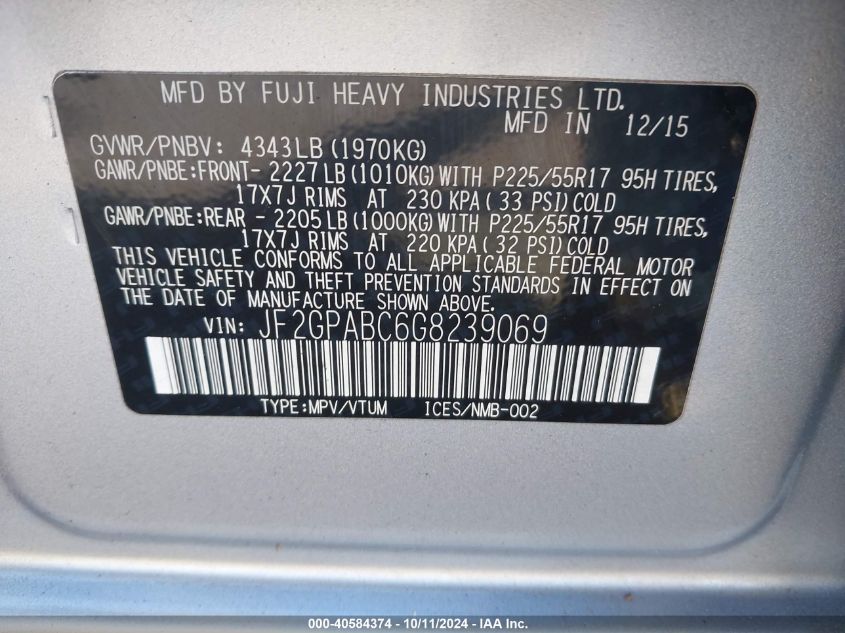 MFD BY FUJI HEAVY INDUSTRIES LTD.
MFD IN 12/15
GVWR/PNBV: 4343LB(1970KG)
GAWR/PNBE:FRONT- 2227LB(1010KG)WITH P225/55R17 95H TIRES,
17X7J RIMS AT 230 KPA( 33 PSI)COLD
GAWR/PNBE:REAR - 2205LB(1000KG)WITH P225/55R17 95H TIRES,
17X7J RIMS AT 220 KPA( 32 PSI)COLD
THIS VEHICLE CONFORMS TO ALL APPLICABLE FEDERAL MOTOR
VEHICLE SAFETY AND THEFT PREVENTION STANDARDS IN EFFECT ON
THE DATE OF MANUFACTURE SHOWN ABOVE.
VIN: JF2GPABC6G8239069
TYPE:MPV/VTUM ICES/NMB-002
000-40584374 - 10/11/2024 - IAA Inc.